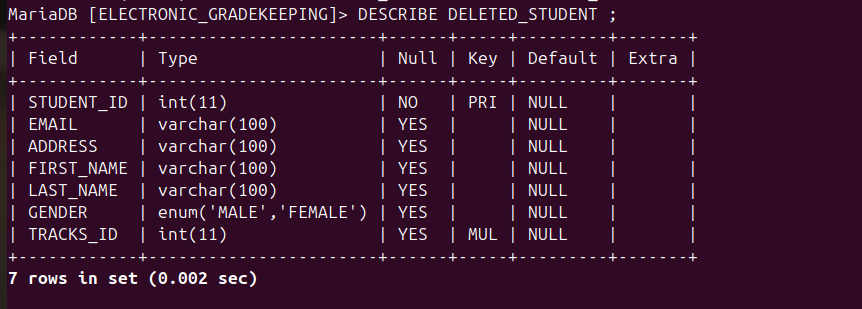 MariaDB [ELECTRONIC_GRADEKEEPING]> DESCRIBE DELETED_STUDENT ;
+------------+-----------------------+------+-----+---------+-------+
| Field      | Type                  | Null | Key | Default | Extra |
+------------+-----------------------+------+-----+---------+-------+
| STUDENT_ID | int(11)               | NO   | PRI | NULL    |       |
| EMAIL      | varchar(100)          | YES  |     | NULL    |       |
| ADDRESS    | varchar(100)          | YES  |     | NULL    |       |
| FIRST_NAME | varchar(100)          | YES  |     | NULL    |       |
| LAST_NAME  | varchar(100)          | YES  |     | NULL    |       |
| GENDER     | enum('MALE','FEMALE') | YES  |     | NULL    |       |
| TRACKS_ID  | int(11)               | YES  | MUL | NULL    |       |
+------------+-----------------------+------+-----+---------+-------+
7 rows in set (0.002 sec)